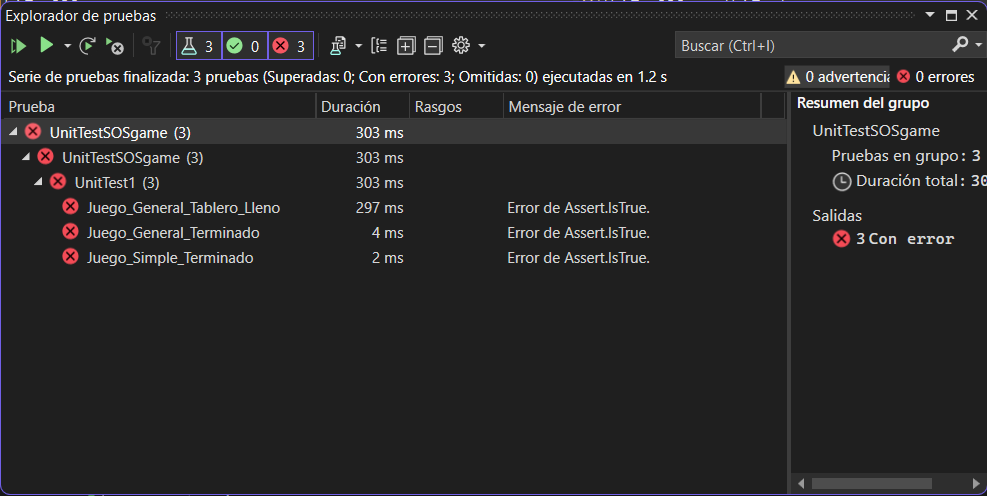 Explorador de pruebas
3 0 3
Buscar (Ctrl+I)
Serie de pruebas finalizada: 3 pruebas (Superadas: 0; Con errores: 3; Omitidas: 0) ejecutadas en 1.2 s
0 advertencia
0 errores
Prueba Duración Rasgos Mensaje de error
UnitTestSOSgame (3) 303 ms
UnitTestSOSgame (3) 303 ms
UnitTest1 (3) 303 ms
Juego_General_Tablero_Lleno 297 ms Error de Assert.IsTrue.
Juego_General_Terminado 4 ms Error de Assert.IsTrue.
Juego_Simple_Terminado 2 ms Error de Assert.IsTrue.
Resumen del grupo
UnitTestSOSgame
Pruebas en grupo: 3
Duración total: 30
Salidas
3 Con error